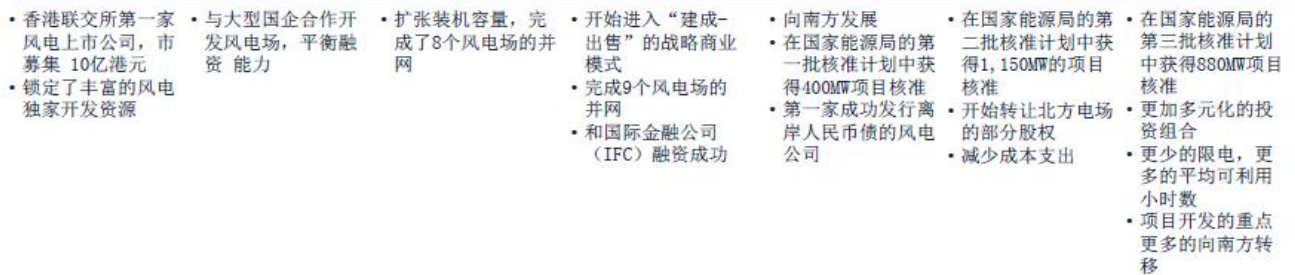 • 香港联交所第一家
风电上市公司，市
募集 10亿港元
• 锁定了丰富的风电
独家开发资源
• 与大型国企合作开
发风电场，平衡融
资 能力
• 扩张装机容量，完
成了8个风电场的并
网
• 开始进入“建成-
出售”的战略商业
模式
• 完成9个风电场的
并网
• 和国际金融公司
（IFC）融资成功
• 向南方发展
• 在国家能源局的第
一批核准计划中获
得400MW项目核准
• 第一家成功发行离
岸人民币债的风电
公司
• 在国家能源局的第
二批核准计划中获
得1,150MW的项目
核准
• 开始转让北方电场
的部分股权
• 减少成本支出
• 在国家能源局的
第三批核准计划
中获得880MW项目
核准
• 更加多元化的投
资组合
• 更少的限电，更
多的平均可利用
小时数
• 项目开发的重点
更多的向南方转
移